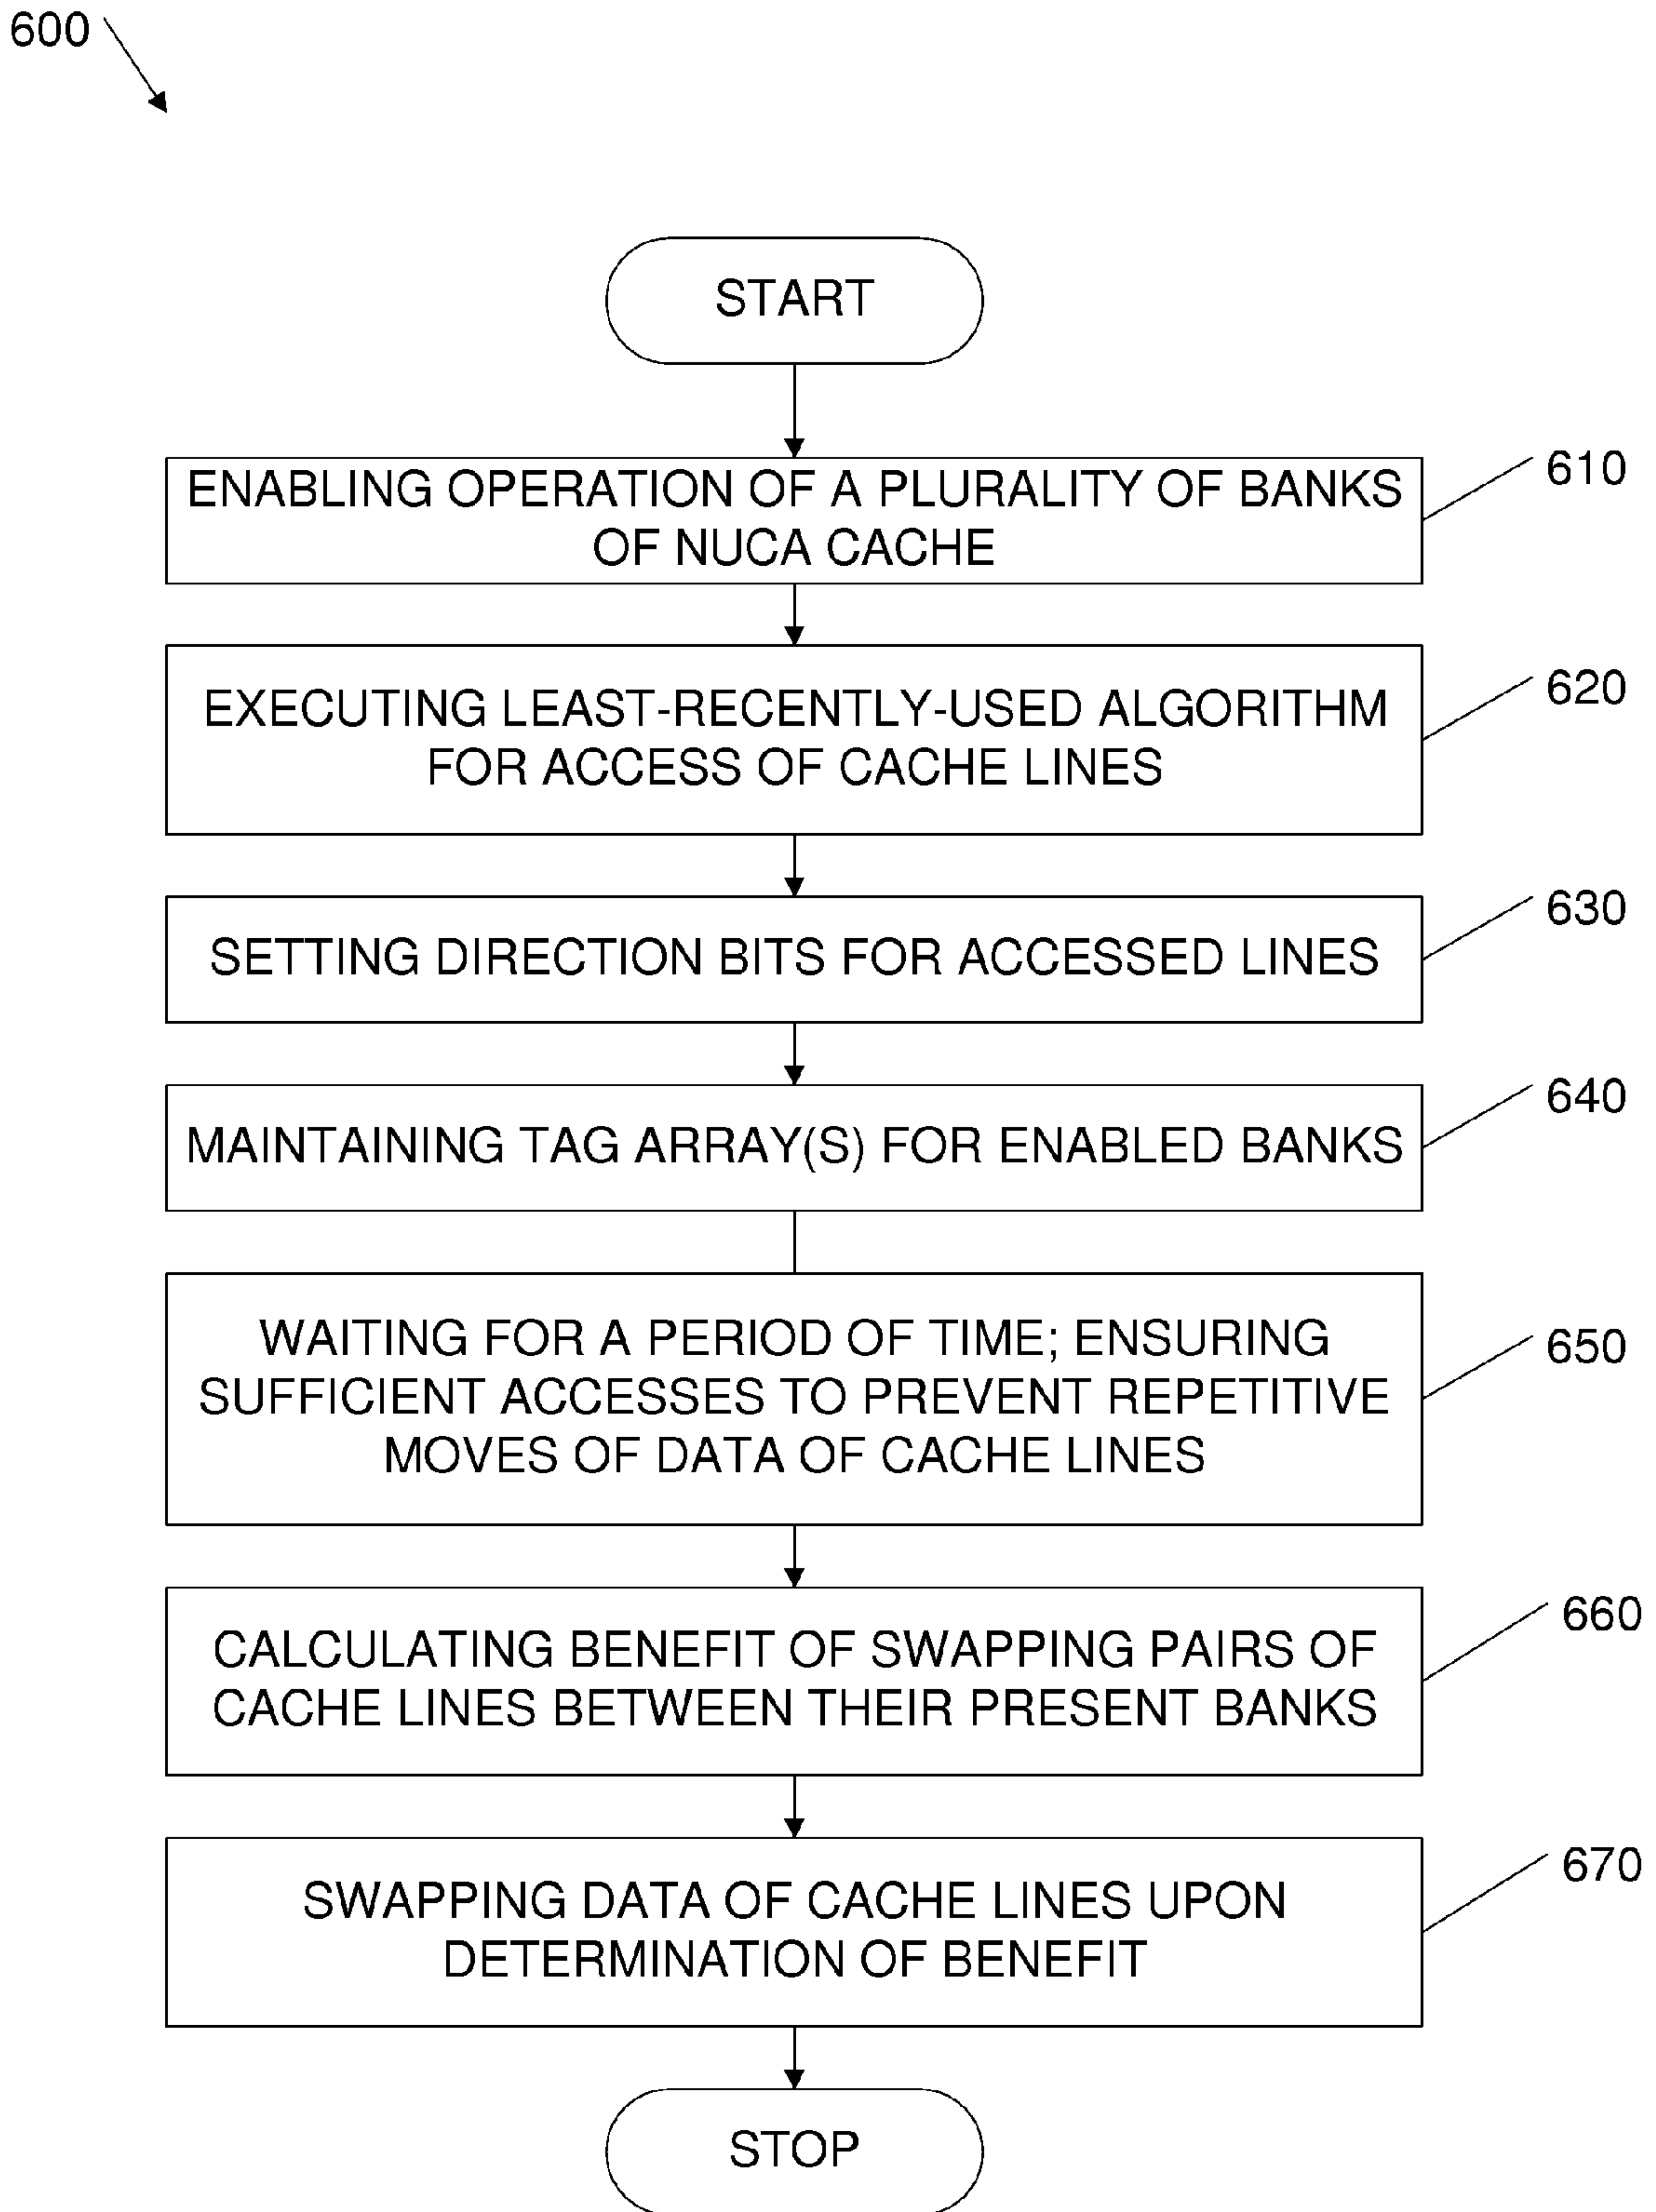 600
START
ENABLING OPERATION OF A PLURALITY OF BANKS
OF NUCA CACHE
610
EXECUTING LEAST-RECENTLY-USED ALGORITHM
FOR ACCESS OF CACHE LINES
620
SETTING DIRECTION BITS FOR ACCESSED LINES
630
MAINTAINING TAG ARRAY(S) FOR ENABLED BANKS
640
WAITING FOR A PERIOD OF TIME; ENSURING
SUFFICIENT ACCESSES TO PREVENT REPETITIVE
MOVES OF DATA OF CACHE LINES
650
CALCULATING BENEFIT OF SWAPPING PAIRS OF
CACHE LINES BETWEEN THEIR PRESENT BANKS
660
SWAPPING DATA OF CACHE LINES UPON
DETERMINATION OF BENEFIT
670
STOP